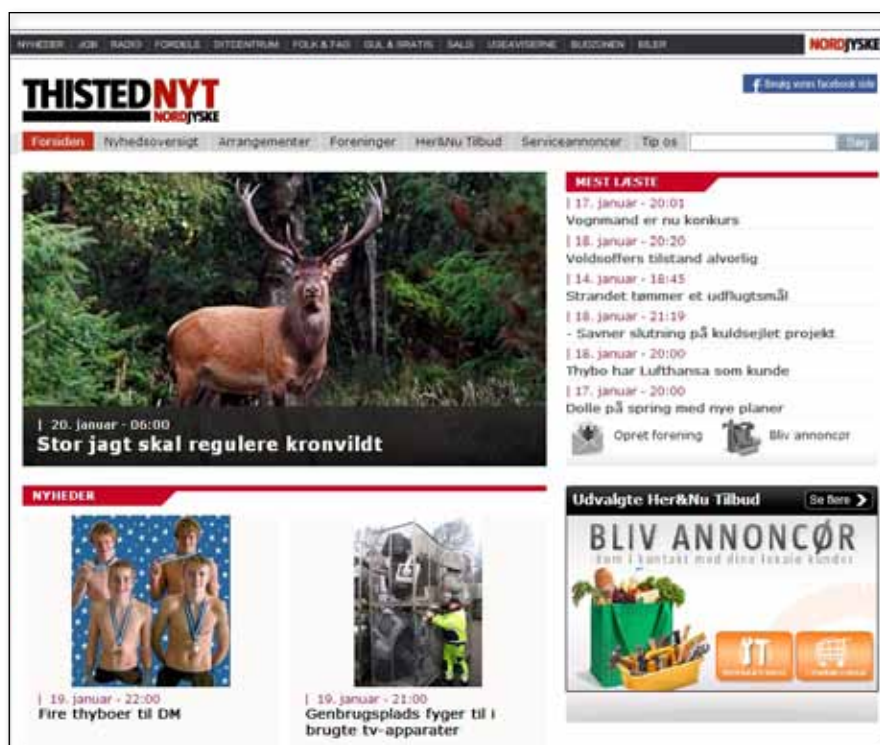 NYHEDER JOB RADIO FORDELE DITCENTRUM FOLK & FAG GUL & GRATIS SALG UGEAVISERNE BUDZONEN BILER NORDJYSKE
THISTEDNYT
NORDJYSKE
Besøg vores facebook side
Forsiden Nyhedsoversigt Arrangementer Foreninger Her&Nu Tilbud Serviceannoncer Tip os Søg
| 20. januar - 06:00
Stor jagt skal regulere kronvildt
MEST LÆSTE
| 17. januar - 20:01
Vognmand er nu konkurs
| 18. januar - 20:20
Voldsoffers tilstand alvorlig
| 14. januar - 18:45
Strandet tømmer et udflugtsmål
| 18. januar - 21:19
- Savner slutning på kuldsejlet projekt
| 18. januar - 20:00
Thybo har Lufthansa som kunde
| 17. januar - 20:00
Dolle på spring med nye planer
Opret forening Bliv annoncør
NYHEDER
| 19. januar - 22:00
Fire thyboer til DM
| 19. januar - 21:00
Genbrugsplads fyger til i
brugte tv-apparater
Udvalgte Her&Nu Tilbud Se flere
BLIV ANNONCØR
kom i kontakt med dine lokale kunder